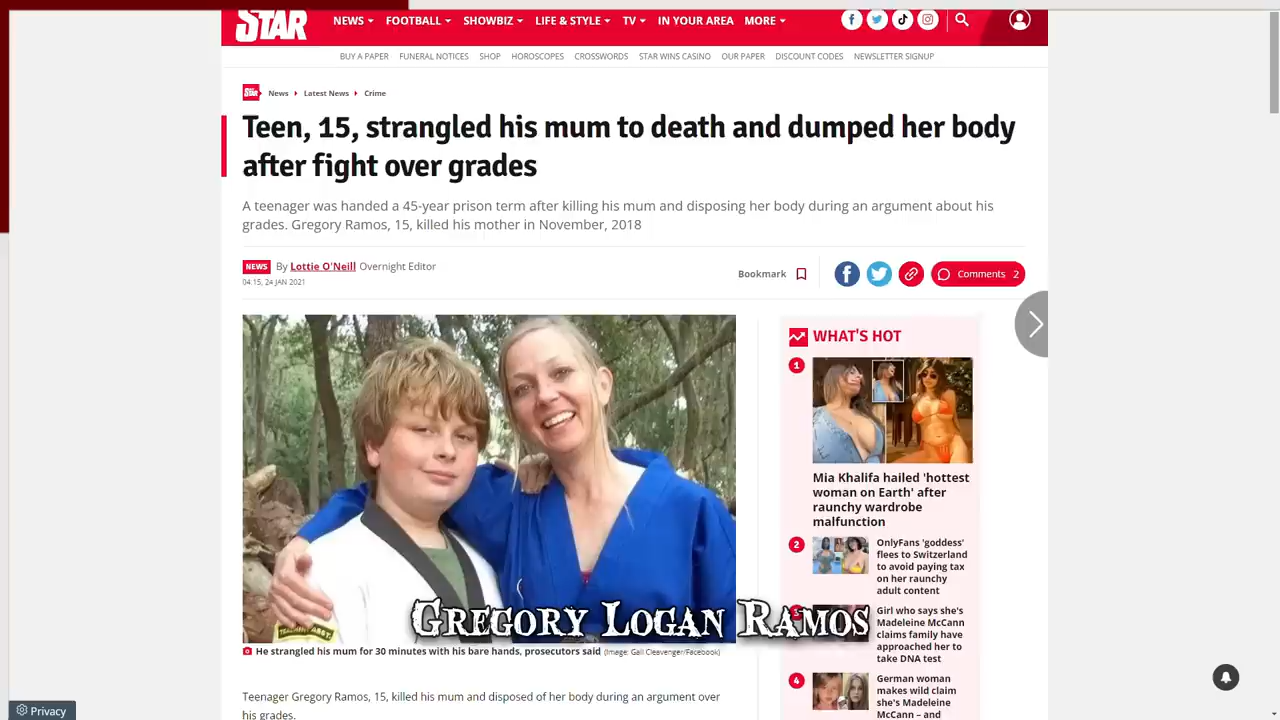 STAR
NEWS FOOTBALL SHOWBIZ LIFE & STYLE TV IN YOUR AREA MORE
BUY A PAPER FUNERAL NOTICES SHOP HOROSCOPES CROSSWORDS STAR WINS CASINO OUR PAPER DISCOUNT CODES NEWSLETTER SIGNUP
STAR News Latest News Crime
Teen, 15, strangled his mum to death and dumped her body
after fight over grades
A teenager was handed a 45-year prison term after killing his mum and disposing her body during an argument about his
grades. Gregory Ramos, 15, killed his mother in November, 2018
NEWS By Lottie O'Neill Overnight Editor
04:15, 24 JAN 2021
Bookmark
Comments 2
WHAT'S HOT
1
Mia Khalifa hailed 'hottest
woman on Earth' after
raunchy wardrobe
malfunction
2
OnlyFans 'goddess'
flees to Switzerland
to avoid paying tax
on her raunchy
adult content
3
Girl who says she's
Madeleine McCann
claims family have
approached her to
take DNA test
4
German woman
makes wild claim
she's Madeleine
McCann – and
GREGORY LOGAN RAMOS
He strangled his mum for 30 minutes with his bare hands, prosecutors said (Image: Gail Cleavenger/Facebook)
Teenager Gregory Ramos, 15, killed his mum and disposed of her body during an argument over
his grades.
Privacy